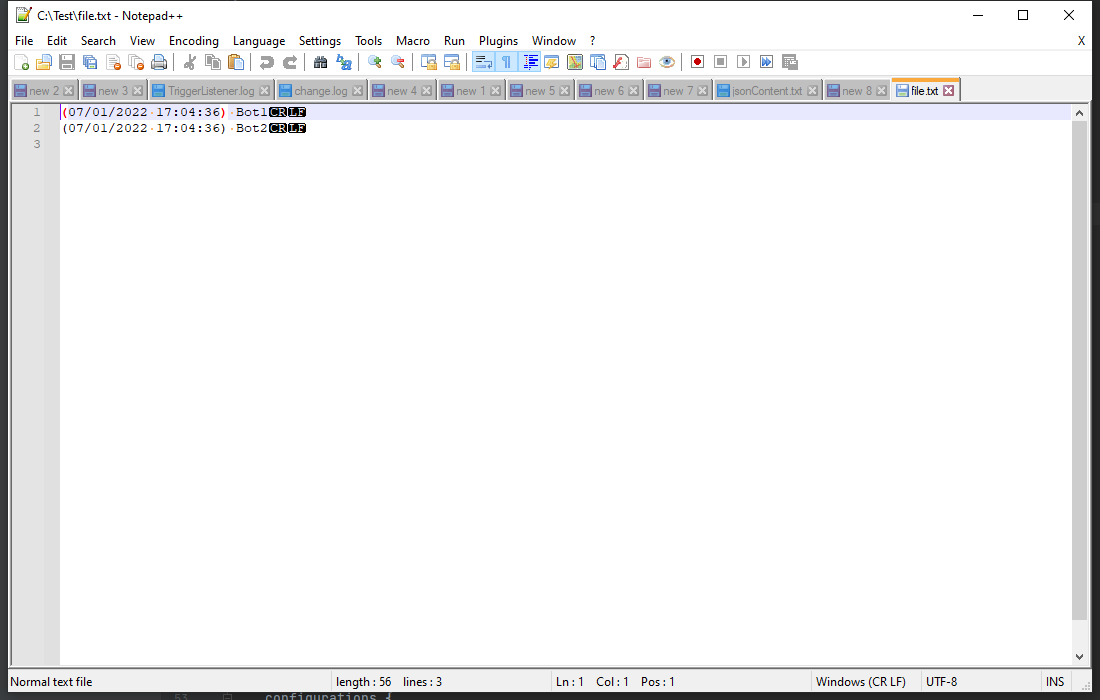 C:\Test\file.txt - Notepad++
File Edit Search View Encoding Language Settings Tools Macro Run Plugins Window ? X
new 2 new 3 TriggerListener.log change.log new 4 new 1 new 5 new 6 new 7 jsonContent.txt new 8 file.txt
1 (07/01/2022 17:04:36) Bot1CRLF
2 (07/01/2022 17:04:36) Bot2CRLF
3
Normal text file length : 56 lines : 3 Ln : 1 Col : 1 Pos : 1 Windows (CR LF) UTF-8 INS
53 configurations {